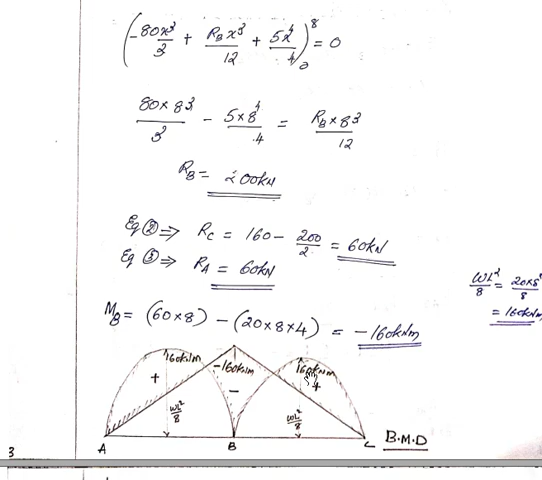 (-80x³/3 + R_B x³/12 + 5x⁴/4)₀⁸ = 0
80×8³/3 - 5×8⁴/4 = R_B×8³/12
R_B = 200kN
Eq ② ⇒ R_C = 160 - 200/2 = 60kN
Eq ③ ⇒ R_A = 60kN
WL²/8 = 20×8²/8
= 160kNm
M_B = (60×8) - (20×8×4) = -160kNm
160kNm -160kNm 160kNm
+ - +
WL²/8 WL²/8
A B C B.M.D
3